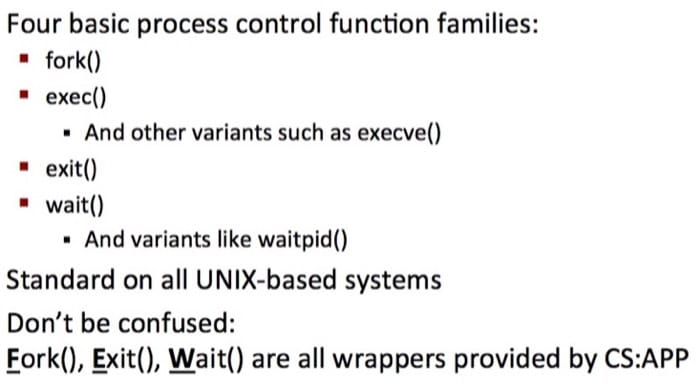 Four basic process control function families:
▪ fork()
▪ exec()
▪ And other variants such as execve()
▪ exit()
▪ wait()
▪ And variants like waitpid()
Standard on all UNIX-based systems
Don't be confused:
Fork(), Exit(), Wait() are all wrappers provided by CS:APP